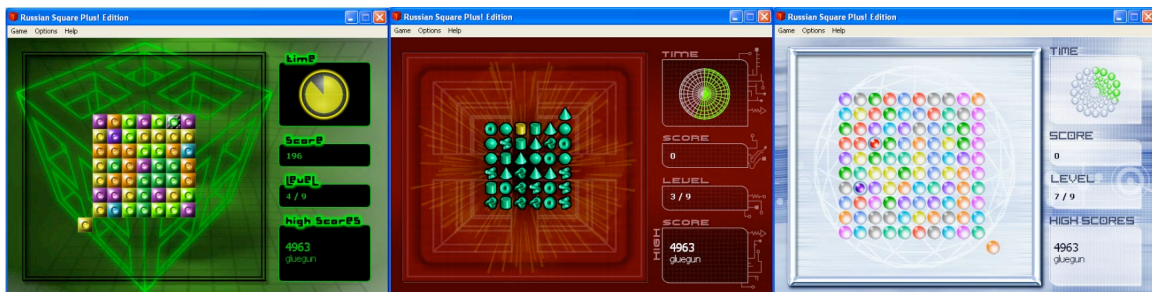 Russian Square Plus! Edition
Game Options Help
time
Score
196
level
4 / 9
high scores
4963
gluegun
Russian Square Plus! Edition
Game Options Help
TIME
SCORE
0
LEVEL
3 / 9
HIGH SCORE
4963
gluegun
Russian Square Plus! Edition
Game Options Help
TIME
SCORE
0
LEVEL
7 / 9
HIGH SCORES
4963
gluegun